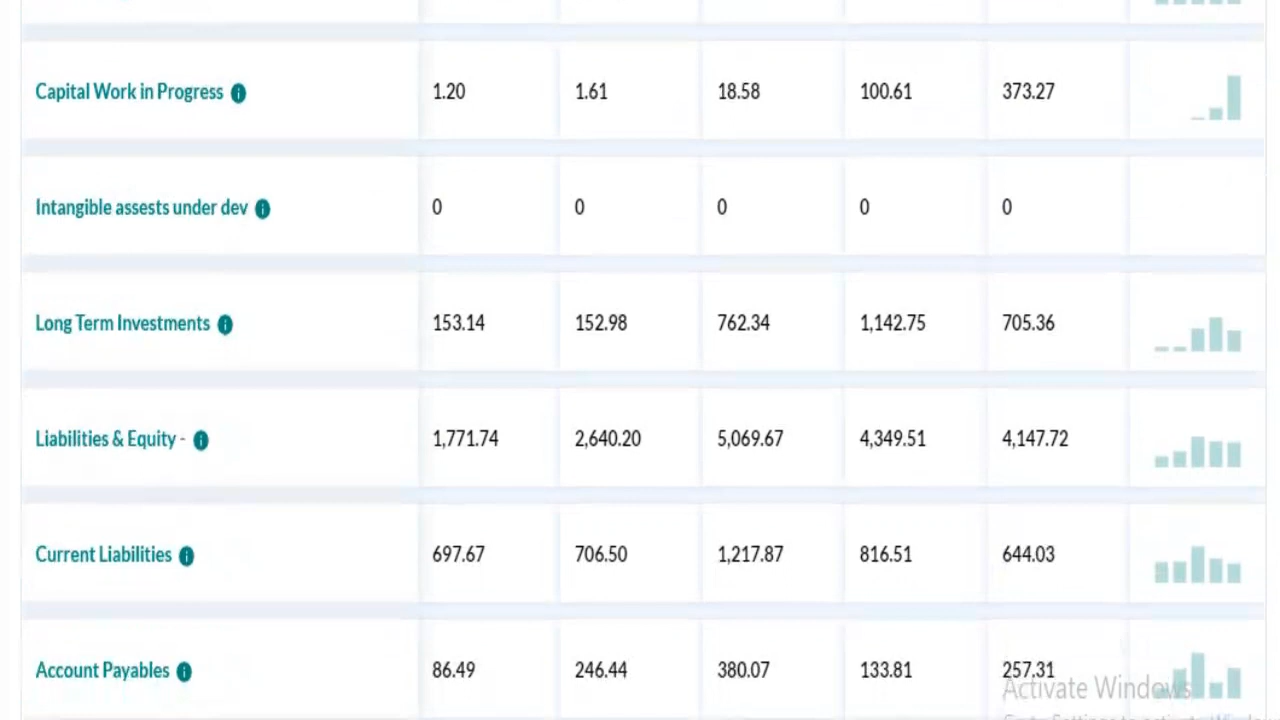 Capital Work in Progress 1.20 1.61 18.58 100.61 373.27
Intangible assests under dev 0 0 0 0 0
Long Term Investments 153.14 152.98 762.34 1,142.75 705.36
Liabilities & Equity - 1,771.74 2,640.20 5,069.67 4,349.51 4,147.72
Current Liabilities 697.67 706.50 1,217.87 816.51 644.03
Account Payables 86.49 246.44 380.07 133.81 257.31
Activate Windows